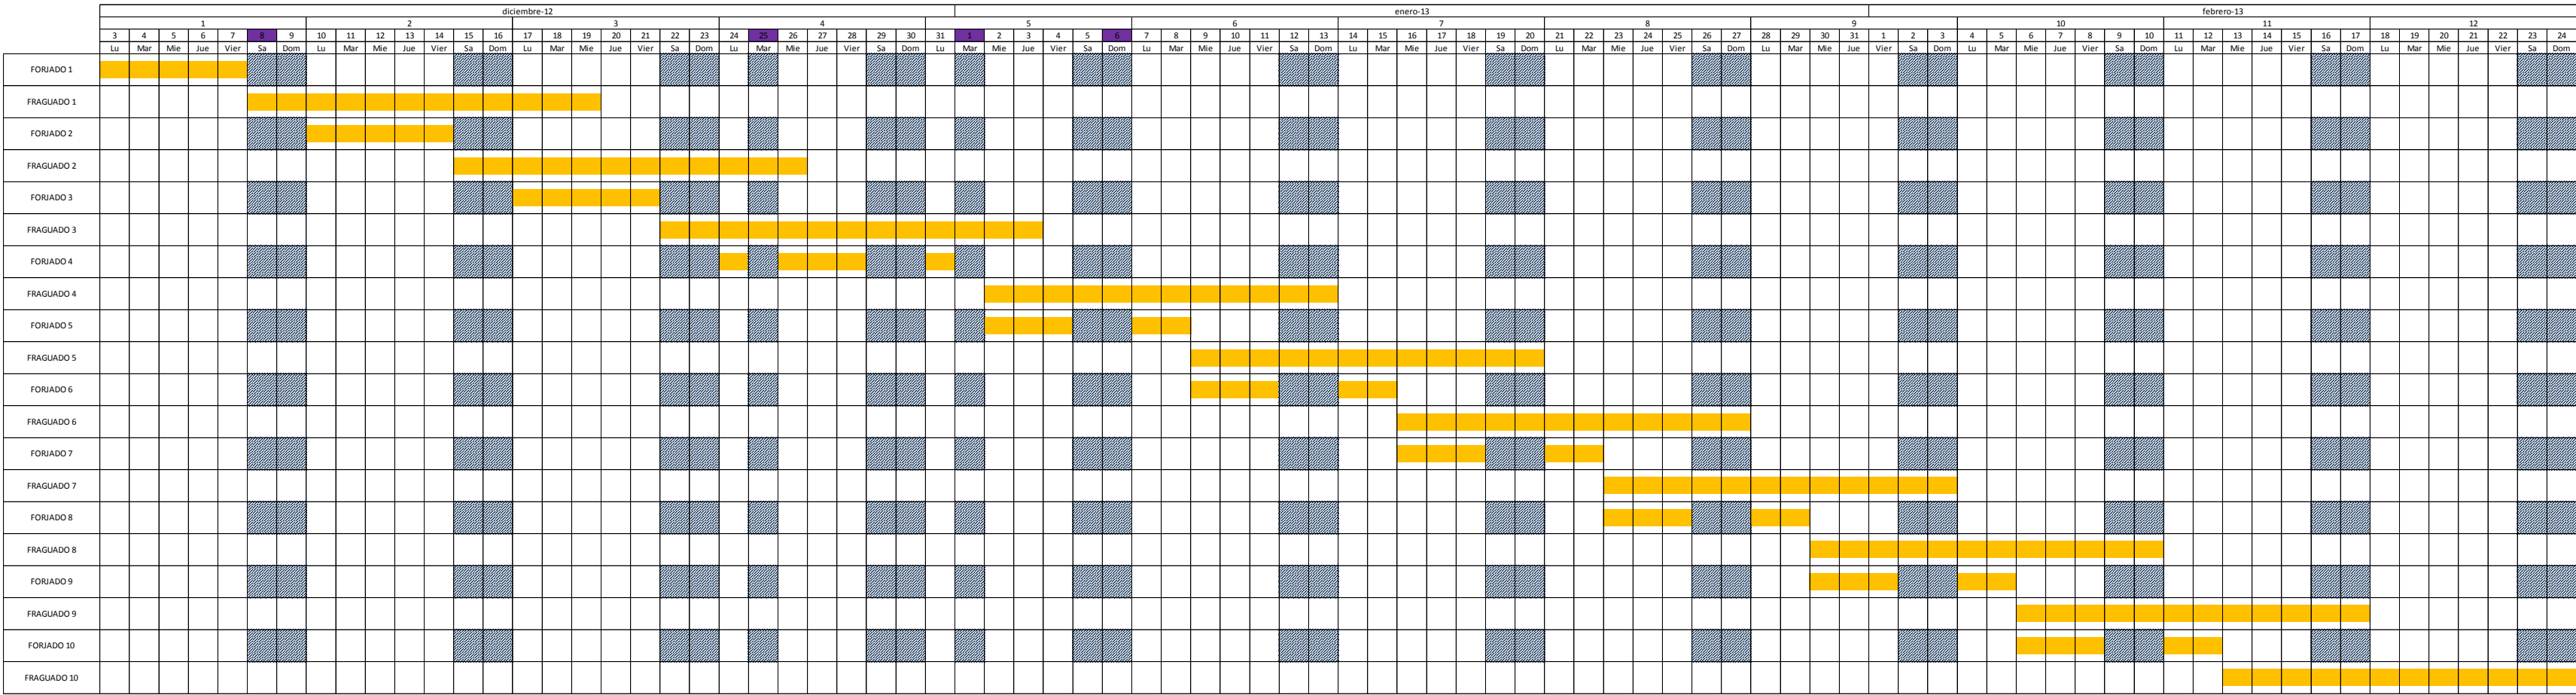 diciembre-12 enero-13 febrero-13
1 2 3 4 5 6 7 8 9 10 11 12
3 4 5 6 7 8 9 10 11 12 13 14 15 16 17 18 19 20 21 22 23 24 25 26 27 28 29 30 31 1 2 3 4 5 6 7 8 9 10 11 12 13 14 15 16 17 18 19 20 21 22 23 24 25 26 27 28 29 30 31 1 2 3 4 5 6 7 8 9 10 11 12 13 14 15 16 17 18 19 20 21 22 23 24
Lu Mar Mie Jue Vier Sa Dom Lu Mar Mie Jue Vier Sa Dom Lu Mar Mie Jue Vier Sa Dom Lu Mar Mie Jue Vier Sa Dom Lu Mar Mie Jue Vier Sa Dom Lu Mar Mie Jue Vier Sa Dom Lu Mar Mie Jue Vier Sa Dom Lu Mar Mie Jue Vier Sa Dom Lu Mar Mie Jue Vier Sa Dom Lu Mar Mie Jue Vier Sa Dom Lu Mar Mie Jue Vier Sa Dom Lu Mar Mie Jue Vier Sa Dom
FORJADO 1
FRAGUADO 1
FORJADO 2
FRAGUADO 2
FORJADO 3
FRAGUADO 3
FORJADO 4
FRAGUADO 4
FORJADO 5
FRAGUADO 5
FORJADO 6
FRAGUADO 6
FORJADO 7
FRAGUADO 7
FORJADO 8
FRAGUADO 8
FORJADO 9
FRAGUADO 9
FORJADO 10
FRAGUADO 10